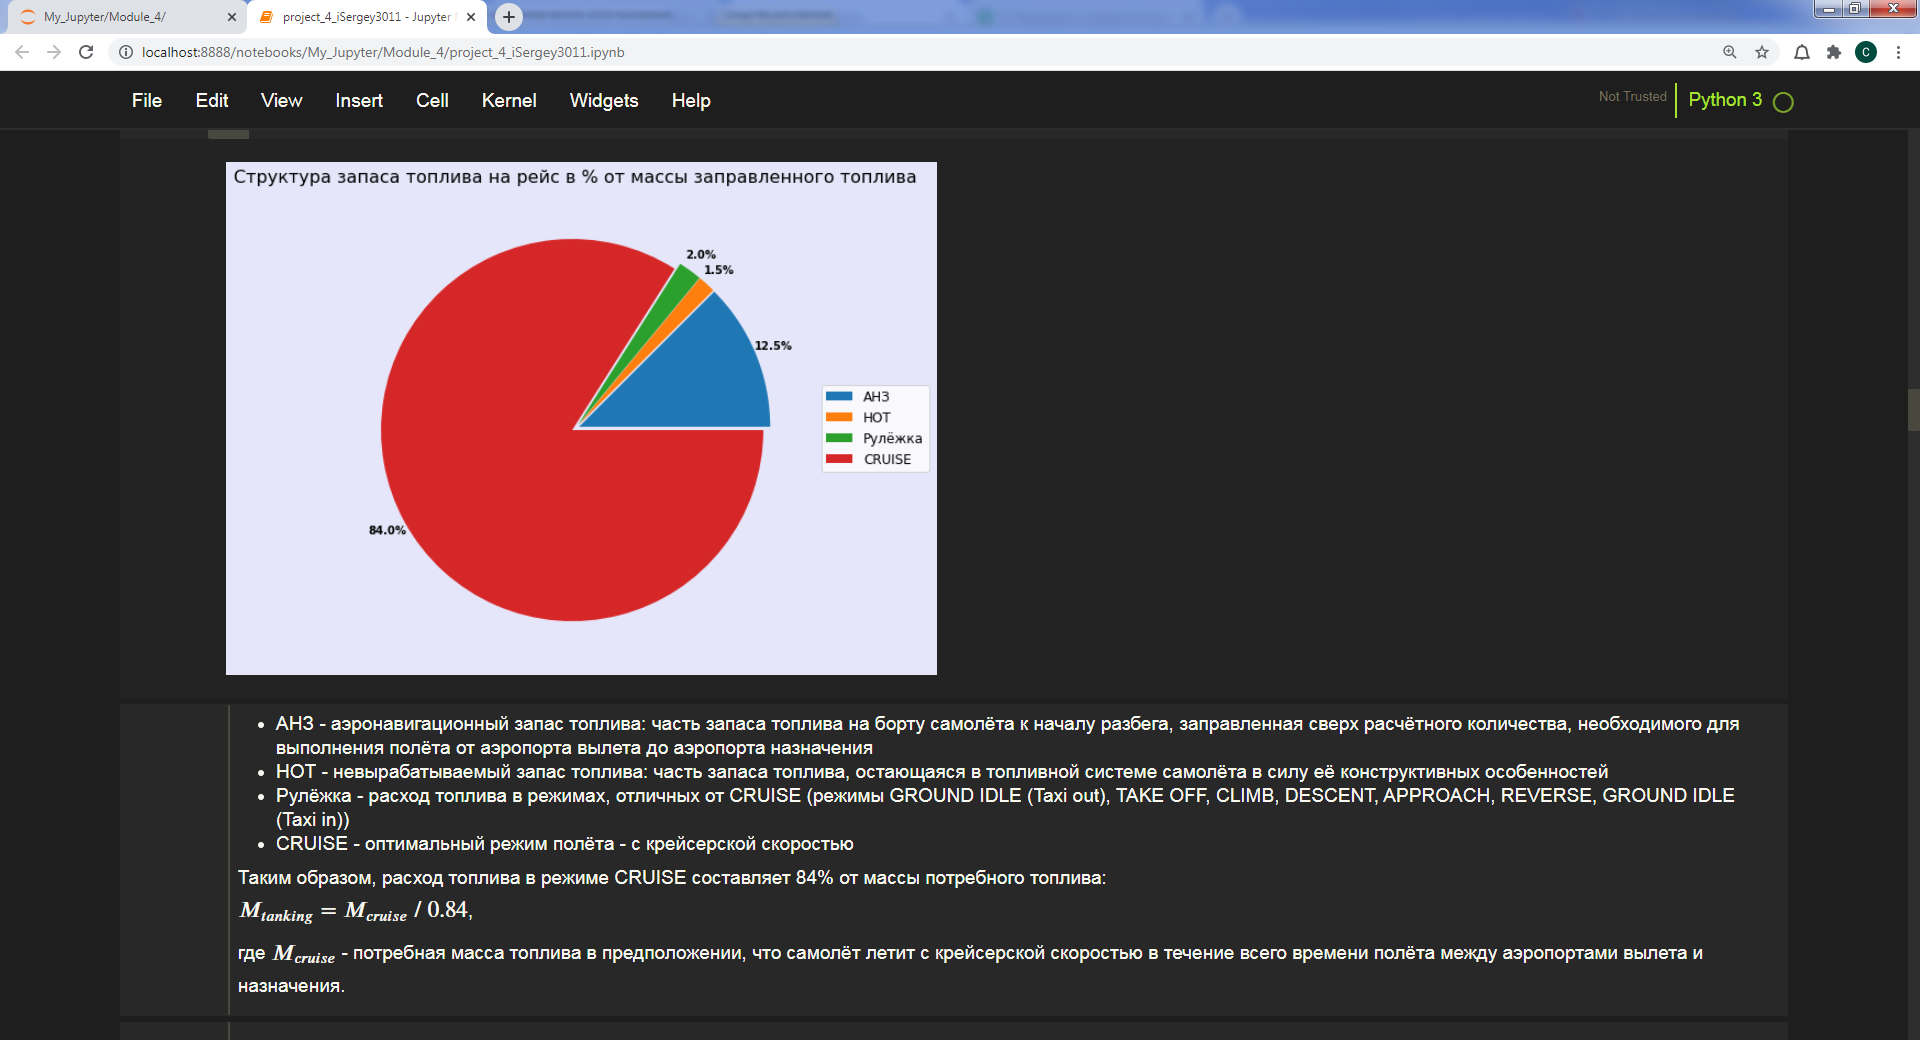 My_Jupyter/Module_4/
project_4_iSergey3011 - Jupyter
localhost:8888/notebooks/My_Jupyter/Module_4/project_4_iSergey3011.ipynb
C
File Edit View Insert Cell Kernel Widgets Help
Not Trusted
Python 3
Структура запаса топлива на рейс в % от массы заправленного топлива
2.0%
1.5%
12.5%
АНЗ
НОТ
Рулёжка
CRUISE
84.0%
• АНЗ - аэронавигационный запас топлива: часть запаса топлива на борту самолёта к началу разбега, заправленная сверх расчётного количества, необходимого для
выполнения полёта от аэропорта вылета до аэропорта назначения
• НОТ - невырабатываемый запас топлива: часть запаса топлива, остающаяся в топливной системе самолёта в силу её конструктивных особенностей
• Рулёжка - расход топлива в режимах, отличных от CRUISE (режимы GROUND IDLE (Taxi out), TAKE OFF, CLIMB, DESCENT, APPROACH, REVERSE, GROUND IDLE
(Taxi in))
• CRUISE - оптимальный режим полёта - с крейсерской скоростью
Таким образом, расход топлива в режиме CRUISE составляет 84% от массы потребного топлива:
M_tanking = M_cruise / 0.84,
где M_cruise - потребная масса топлива в предположении, что самолёт летит с крейсерской скоростью в течение всего времени полёта между аэропортами вылета и
назначения.